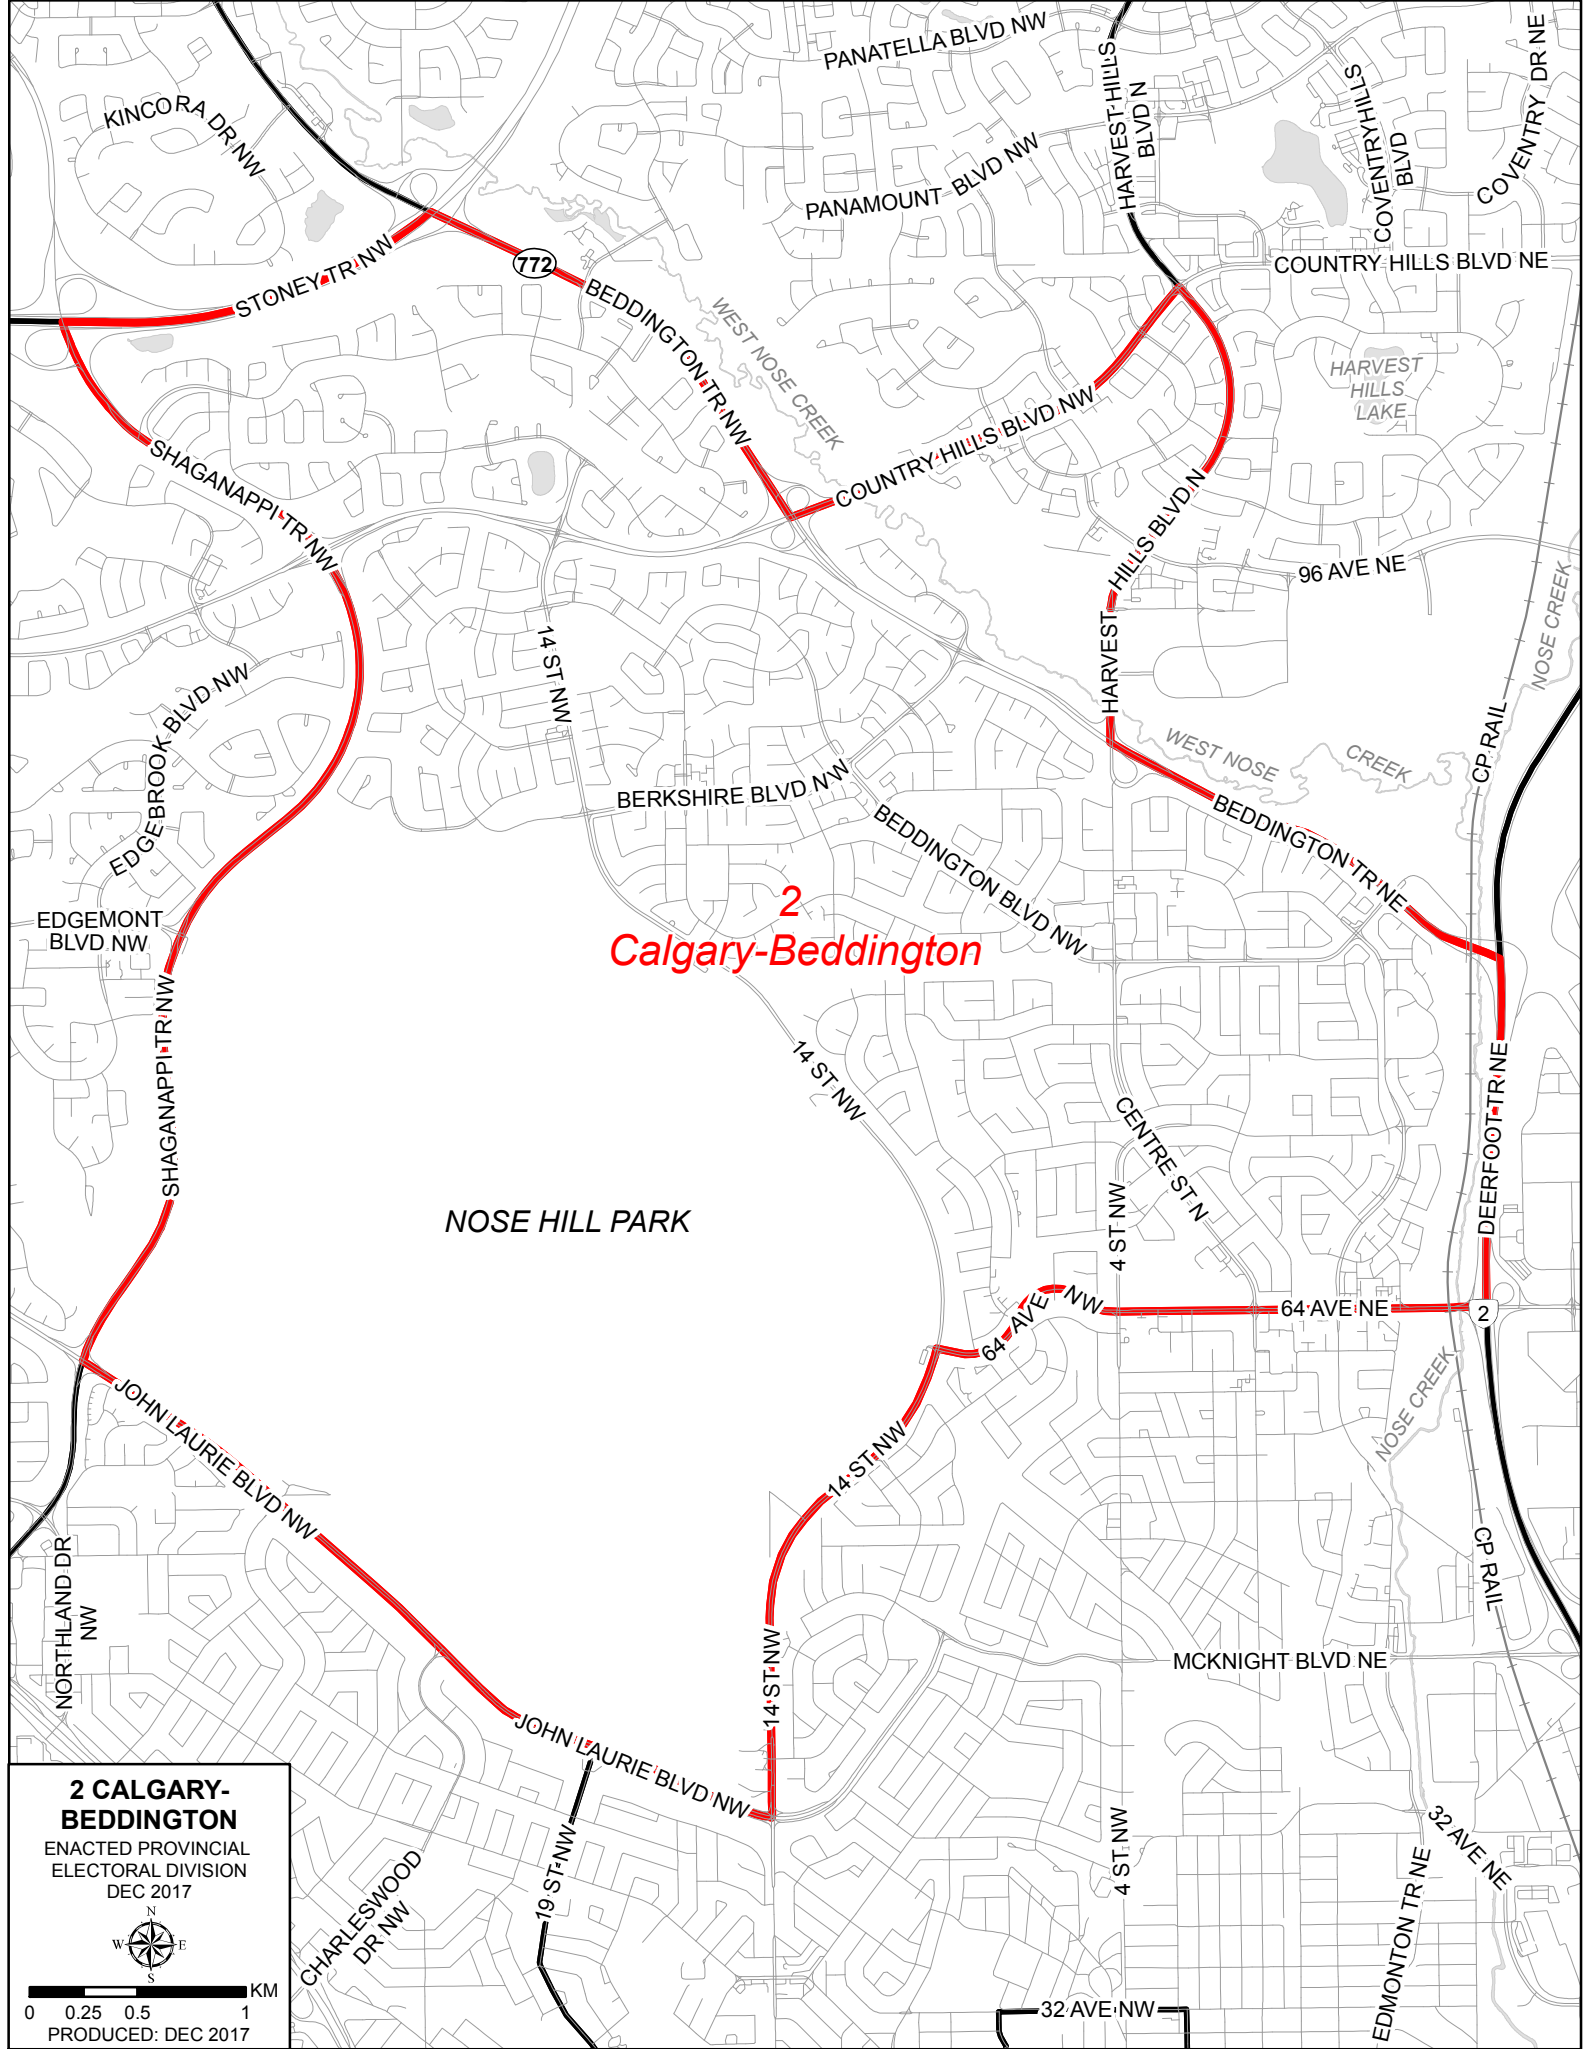 PANATELLA BLVD NW
KINCORA DR NW
HARVEST HILLS
BLVD N
COVENTRY HILLS
BLVD
COVENTRY DR NE
PANAMOUNT BLVD NW
STONEY TR NW
772
BEDDINGTON TR NW
WEST NOSE CREEK
COUNTRY HILLS BLVD NE
HARVEST
HILLS
LAKE
SHAGANAPPI TR NW
COUNTRY HILLS BLVD NW
HARVEST HILLS BLVD N
96 AVE NE
NOSE CREEK
14 ST NW
EDGEBROOK BLVD NW
CP RAIL
WEST NOSE CREEK
BERKSHIRE BLVD NW
BEDDINGTON BLVD NW
BEDDINGTON TR NE
EDGEMONT
BLVD NW
2
Calgary-Beddington
SHAGANAPPI TR NW
14 ST NW
DEERFOOT TR NE
CENTRE ST N
4 ST NW
NOSE HILL PARK
64 AVE NW
64 AVE NE
2
NOSE CREEK
JOHN LAURIE BLVD NW
14 ST NW
NORTHLAND DR
NW
CP RAIL
14 ST NW
MCKNIGHT BLVD NE
JOHN LAURIE BLVD NW
19 ST NW
CHARLESWOOD
DR NW
4 ST NW
32 AVE NE
EDMONTON TR NE
32 AVE NW
2 CALGARY-
BEDDINGTON
ENACTED PROVINCIAL
ELECTORAL DIVISION
DEC 2017
N
W E
S
KM
0 0.25 0.5 1
PRODUCED: DEC 2017